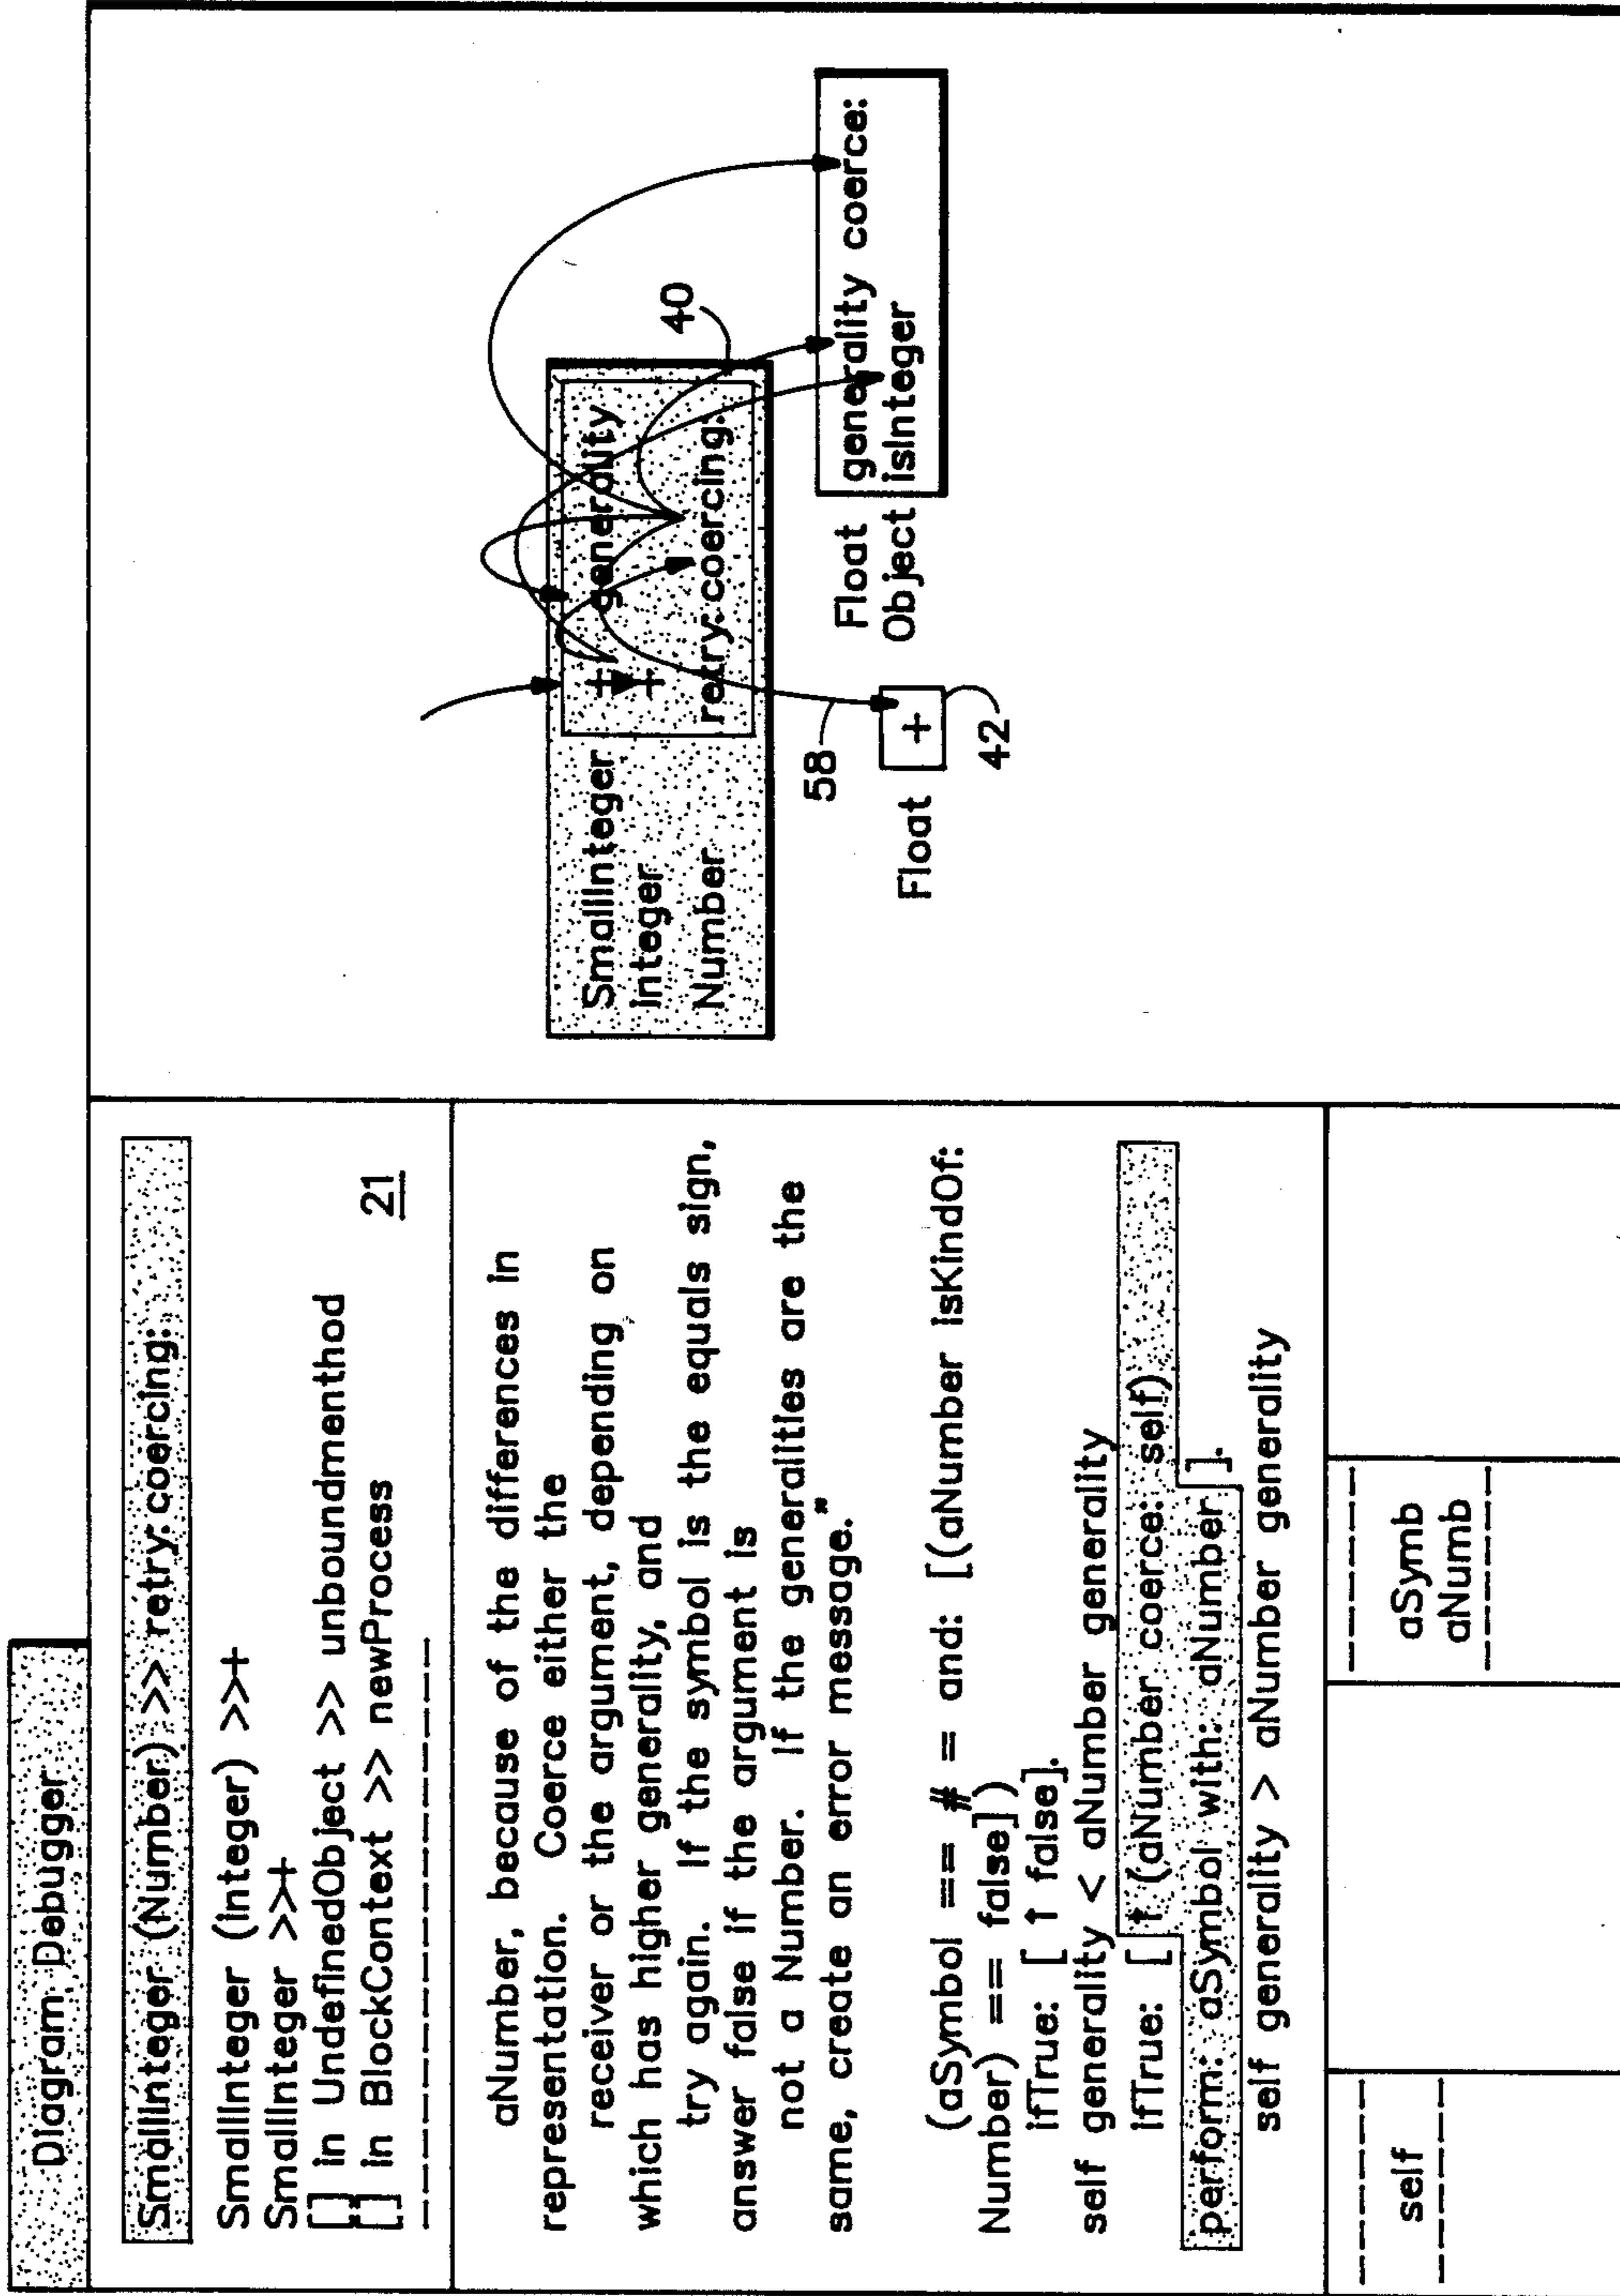 Diagram Debugger
SmallInteger (Number) >> retry: coercing:
SmallInteger (Integer) >>+
SmallInteger >>+
[] in UndefinedObject >> unboundmenthod
[] in BlockContext >> newProcess
21
aNumber, because of the differences in
representation. Coerce either the
receiver or the argument, depending on
which has higher generality, and
try again. If the symbol is the equals sign,
answer false if the argument is
not a Number. If the generalities are the
same, create an error message."
(aSymbol == # = and: [(aNumber isKindOf:
Number) == false])
ifTrue: [ ↑ false].
self generality < aNumber generality
ifTrue: [ ↑ (aNumber coerce: self)
perform: aSymbol with: aNumber ].
self generality > aNumber generality
self
aSymb
aNumb
SmallInteger + generality
Integer +
Number retry: coercing:
40
58
Float +
42
Float generality coerce:
Object isInteger